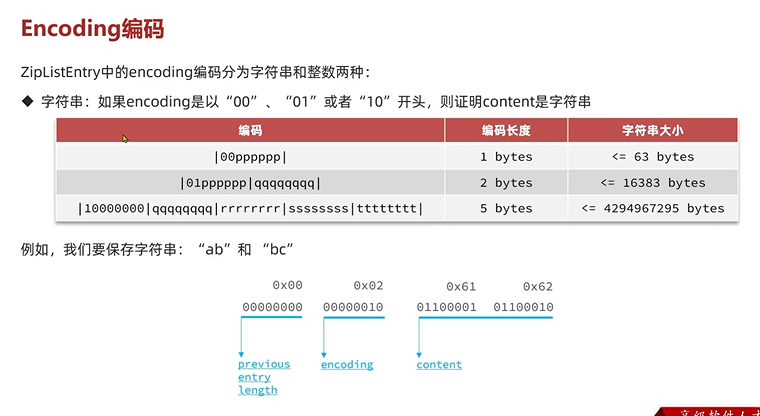 Encoding编码
ZipListEntry中的encoding编码分为字符串和整数两种：
◆ 字符串：如果encoding是以“00”、“01”或者“10”开头，则证明content是字符串
编码 编码长度 字符串大小
|00pppppp| 1 bytes <= 63 bytes
|01pppppp|qqqqqqqq| 2 bytes <= 16383 bytes
|10000000|qqqqqqqq|rrrrrrrr|ssssssss|tttttttt| 5 bytes <= 4294967295 bytes
例如，我们要保存字符串：“ab”和 “bc”
0x00 0x02 0x61 0x62
00000000 00000010 01100001 01100010
previous entry length encoding content